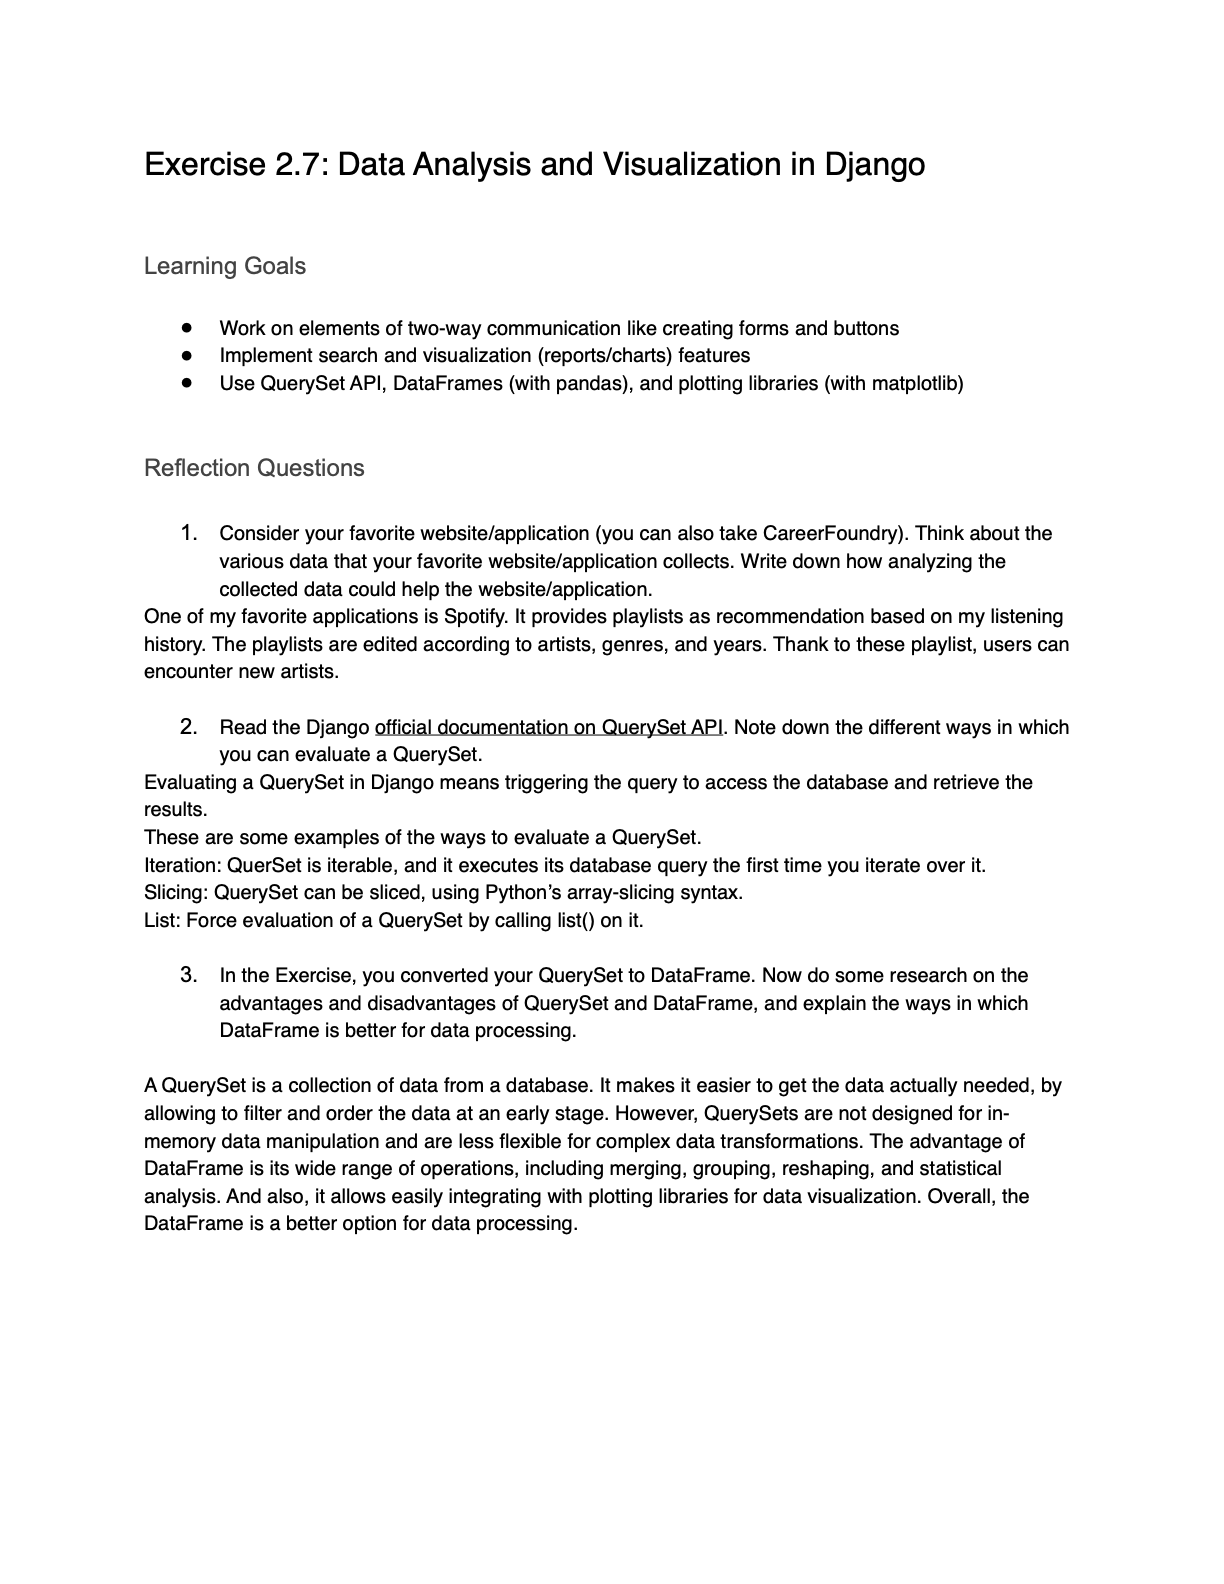 Exercise 2.7: Data Analysis and Visualization in Django
Learning Goals
● Work on elements of two-way communication like creating forms and buttons
● Implement search and visualization (reports/charts) features
● Use QuerySet API, DataFrames (with pandas), and plotting libraries (with matplotlib)
Reflection Questions
1. Consider your favorite website/application (you can also take CareerFoundry). Think about the
various data that your favorite website/application collects. Write down how analyzing the
collected data could help the website/application.
One of my favorite applications is Spotify. It provides playlists as recommendation based on my listening
history. The playlists are edited according to artists, genres, and years. Thank to these playlist, users can
encounter new artists.
2. Read the Django official documentation on QuerySet API. Note down the different ways in which
you can evaluate a QuerySet.
Evaluating a QuerySet in Django means triggering the query to access the database and retrieve the
results.
These are some examples of the ways to evaluate a QuerySet.
Iteration: QuerSet is iterable, and it executes its database query the first time you iterate over it.
Slicing: QuerySet can be sliced, using Python’s array-slicing syntax.
List: Force evaluation of a QuerySet by calling list() on it.
3. In the Exercise, you converted your QuerySet to DataFrame. Now do some research on the
advantages and disadvantages of QuerySet and DataFrame, and explain the ways in which
DataFrame is better for data processing.
A QuerySet is a collection of data from a database. It makes it easier to get the data actually needed, by
allowing to filter and order the data at an early stage. However, QuerySets are not designed for in-
memory data manipulation and are less flexible for complex data transformations. The advantage of
DataFrame is its wide range of operations, including merging, grouping, reshaping, and statistical
analysis. And also, it allows easily integrating with plotting libraries for data visualization. Overall, the
DataFrame is a better option for data processing.